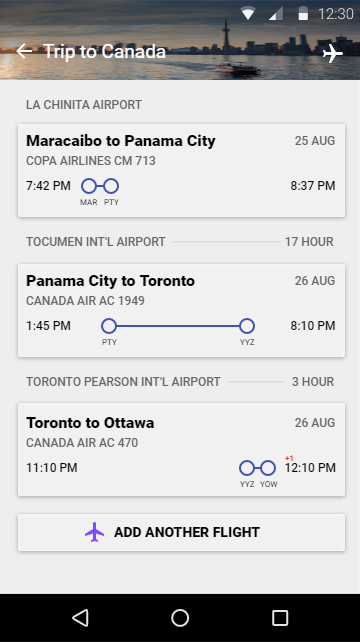 12:30
Trip to Canada
LA CHINITA AIRPORT
Maracaibo to Panama City 25 AUG
COPA AIRLINES CM 713
7:42 PM 8:37 PM
MAR PTY
TOCUMEN INT'L AIRPORT 17 HOUR
Panama City to Toronto 26 AUG
CANADA AIR AC 1949
1:45 PM 8:10 PM
PTY YYZ
TORONTO PEARSON INT'L AIRPORT 3 HOUR
Toronto to Ottawa 26 AUG
CANADA AIR AC 470
+1
11:10 PM 12:10 PM
YYZ YOW
ADD ANOTHER FLIGHT